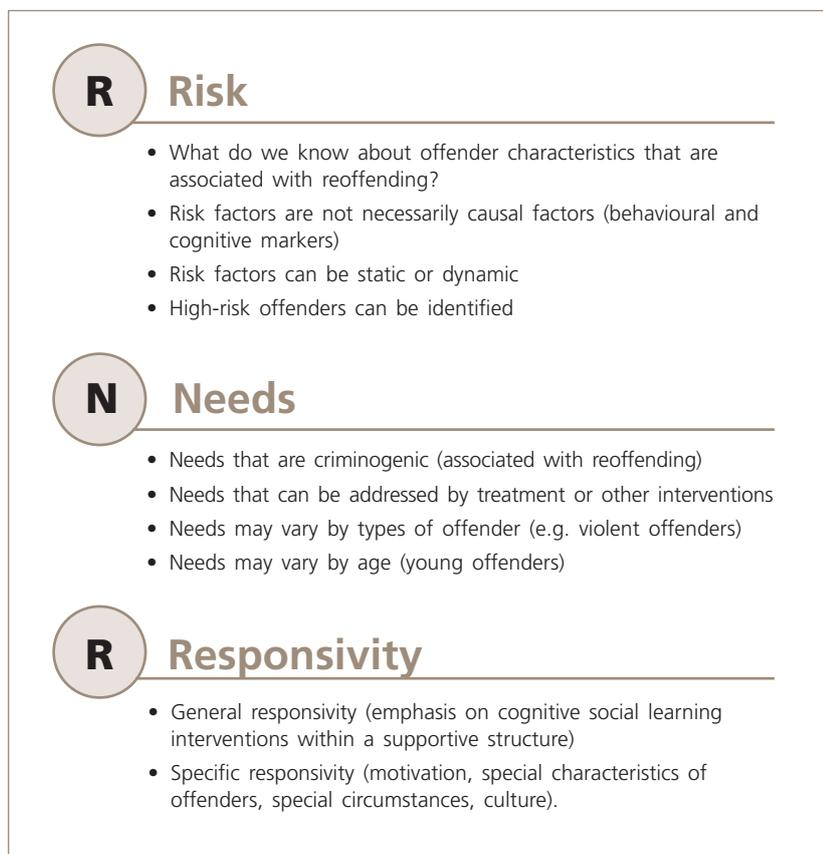 R Risk
• What do we know about offender characteristics that are
associated with reoffending?
• Risk factors are not necessarily causal factors (behavioural and
cognitive markers)
• Risk factors can be static or dynamic
• High-risk offenders can be identified
N Needs
• Needs that are criminogenic (associated with reoffending)
• Needs that can be addressed by treatment or other interventions
• Needs may vary by types of offender (e.g. violent offenders)
• Needs may vary by age (young offenders)
R Responsivity
• General responsivity (emphasis on cognitive social learning
interventions within a supportive structure)
• Specific responsivity (motivation, special characteristics of
offenders, special circumstances, culture).